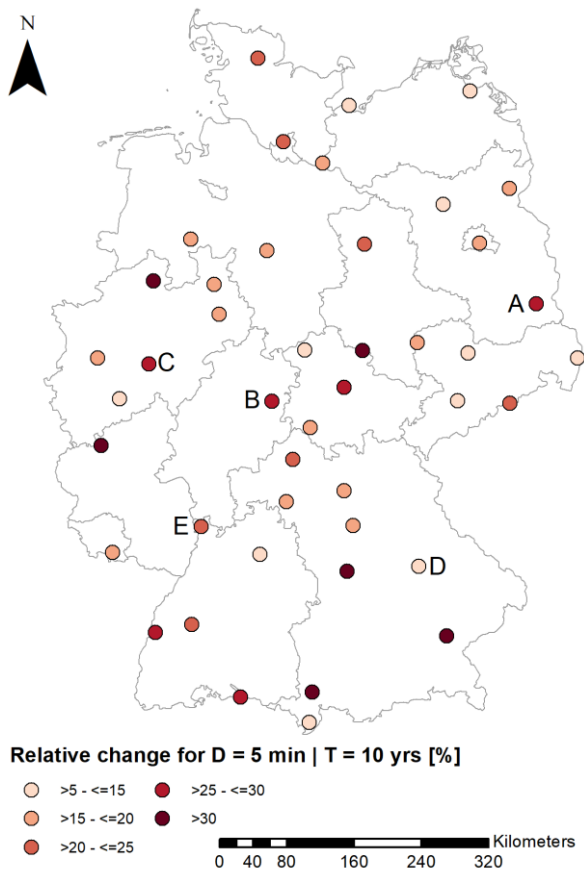 N
A
C
B
E
D
Relative change for D = 5 min | T = 10 yrs [%]
>5 - <=15 >25 - <=30
>15 - <=20 >30
>20 - <=25
Kilometers
0 20 40 80 160 240 320